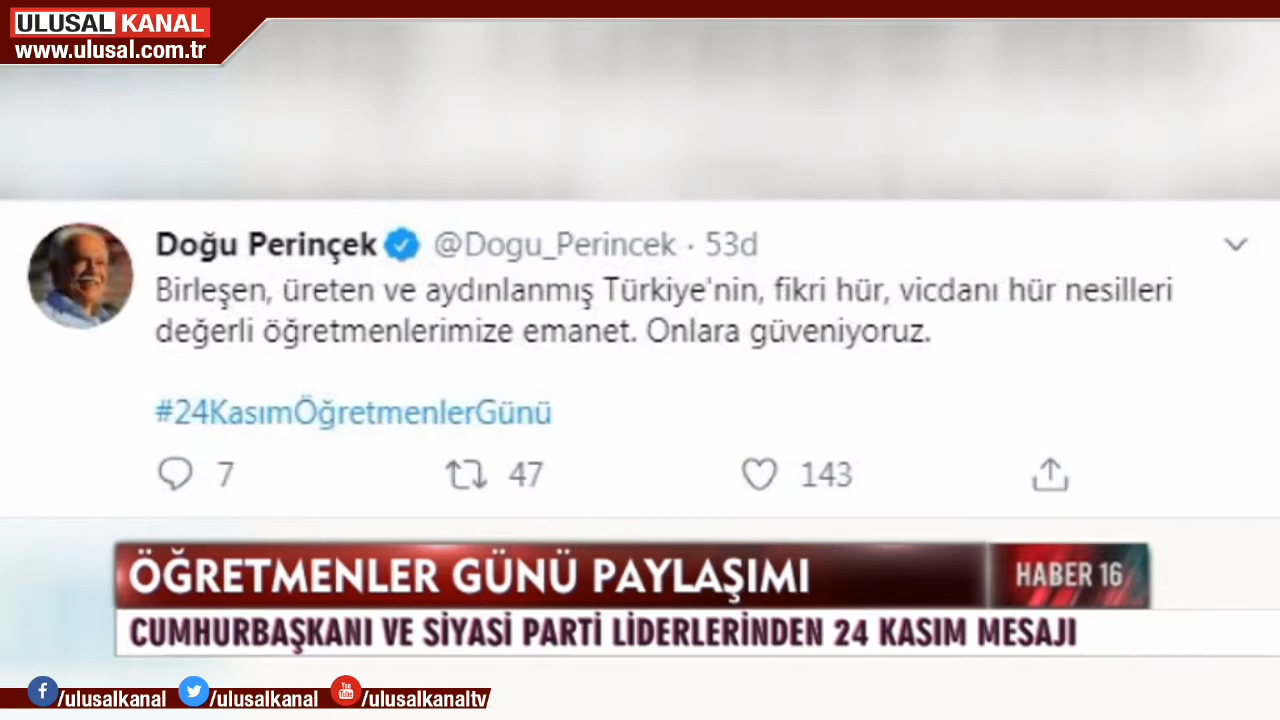 ULUSAL KANAL
www.ulusal.com.tr
Doğu Perinçek @Dogu_Perincek · 53d
Birleşen, üreten ve aydınlanmış Türkiye'nin, fikri hür, vicdanı hür nesilleri
değerli öğretmenlerimize emanet. Onlara güveniyoruz.
#24KasımÖğretmenlerGünü
7 47 143
ÖĞRETMENLER GÜNÜ PAYLAŞIMI
HABER 16
CUMHURBAŞKANI VE SİYASİ PARTİ LİDERLERİNDEN 24 KASIM MESAJI
/ulusalkanal /ulusalkanal You Tube /ulusalkanaltv